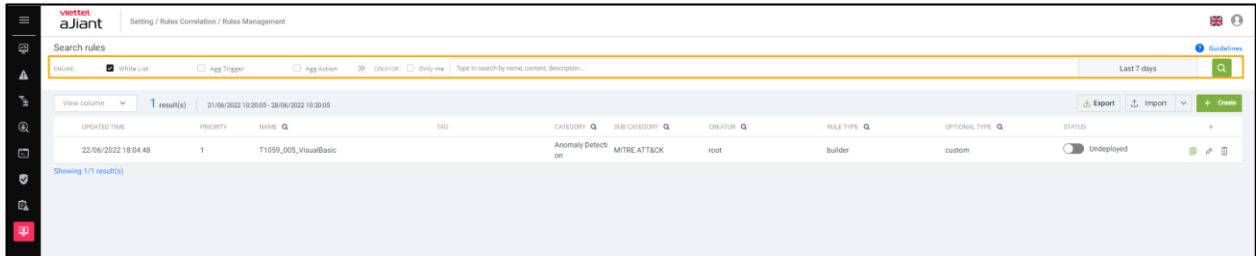 viettel
aJiant
Setting / Rules Correlation / Rules Management
Search rules
Guidelines
ENGINE: White List Agg Trigger Agg Action CREATOR: Only me Type to search by name, content, description... Last 7 days
View column 1 result(s) 21/06/2022 10:20:05 - 28/06/2022 10:20:05 Export Import + Create
UPDATED TIME PRIORITY NAME TAG CATEGORY SUB CATEGORY CREATOR RULE TYPE OPTIONAL TYPE STATUS #
22/06/2022 18:04:48 1 T1059_005_VisualBasic Anomaly Detecti MITRE ATT&CK root builder custom Undeployed
on
Showing 1/1 result(s)